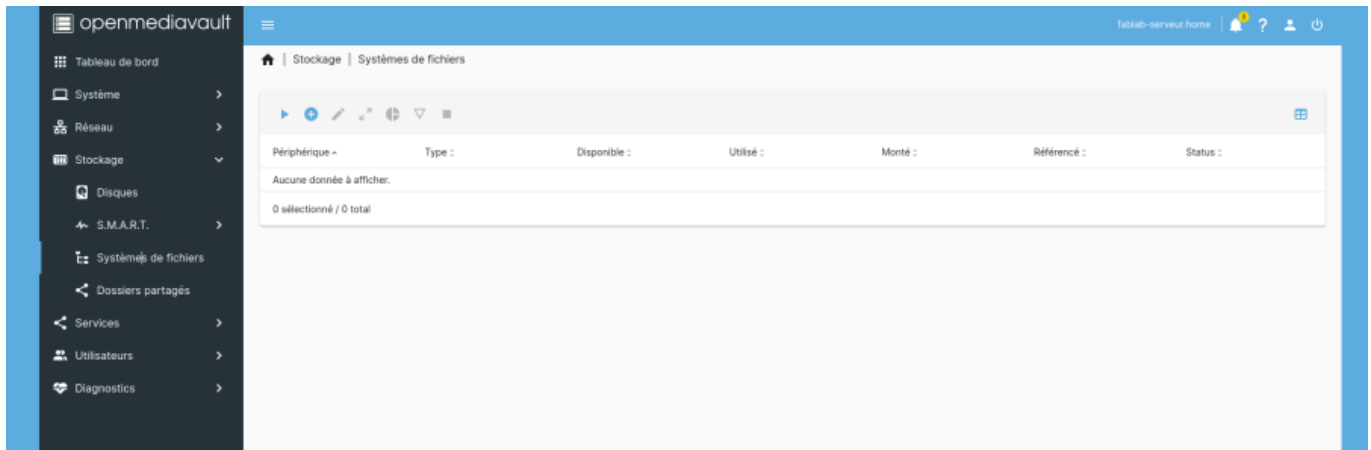 openmediavault
fablab-serveur.home
?
Tableau de bord
Stockage | Systèmes de fichiers
Système
Réseau
Périphérique Type Disponible Utilisé Monté Référencé Status
Stockage
Aucune donnée à afficher.
Disques
0 sélectionné / 0 total
S.M.A.R.T.
Systèmes de fichiers
Dossiers partagés
Services
Utilisateurs
Diagnostics